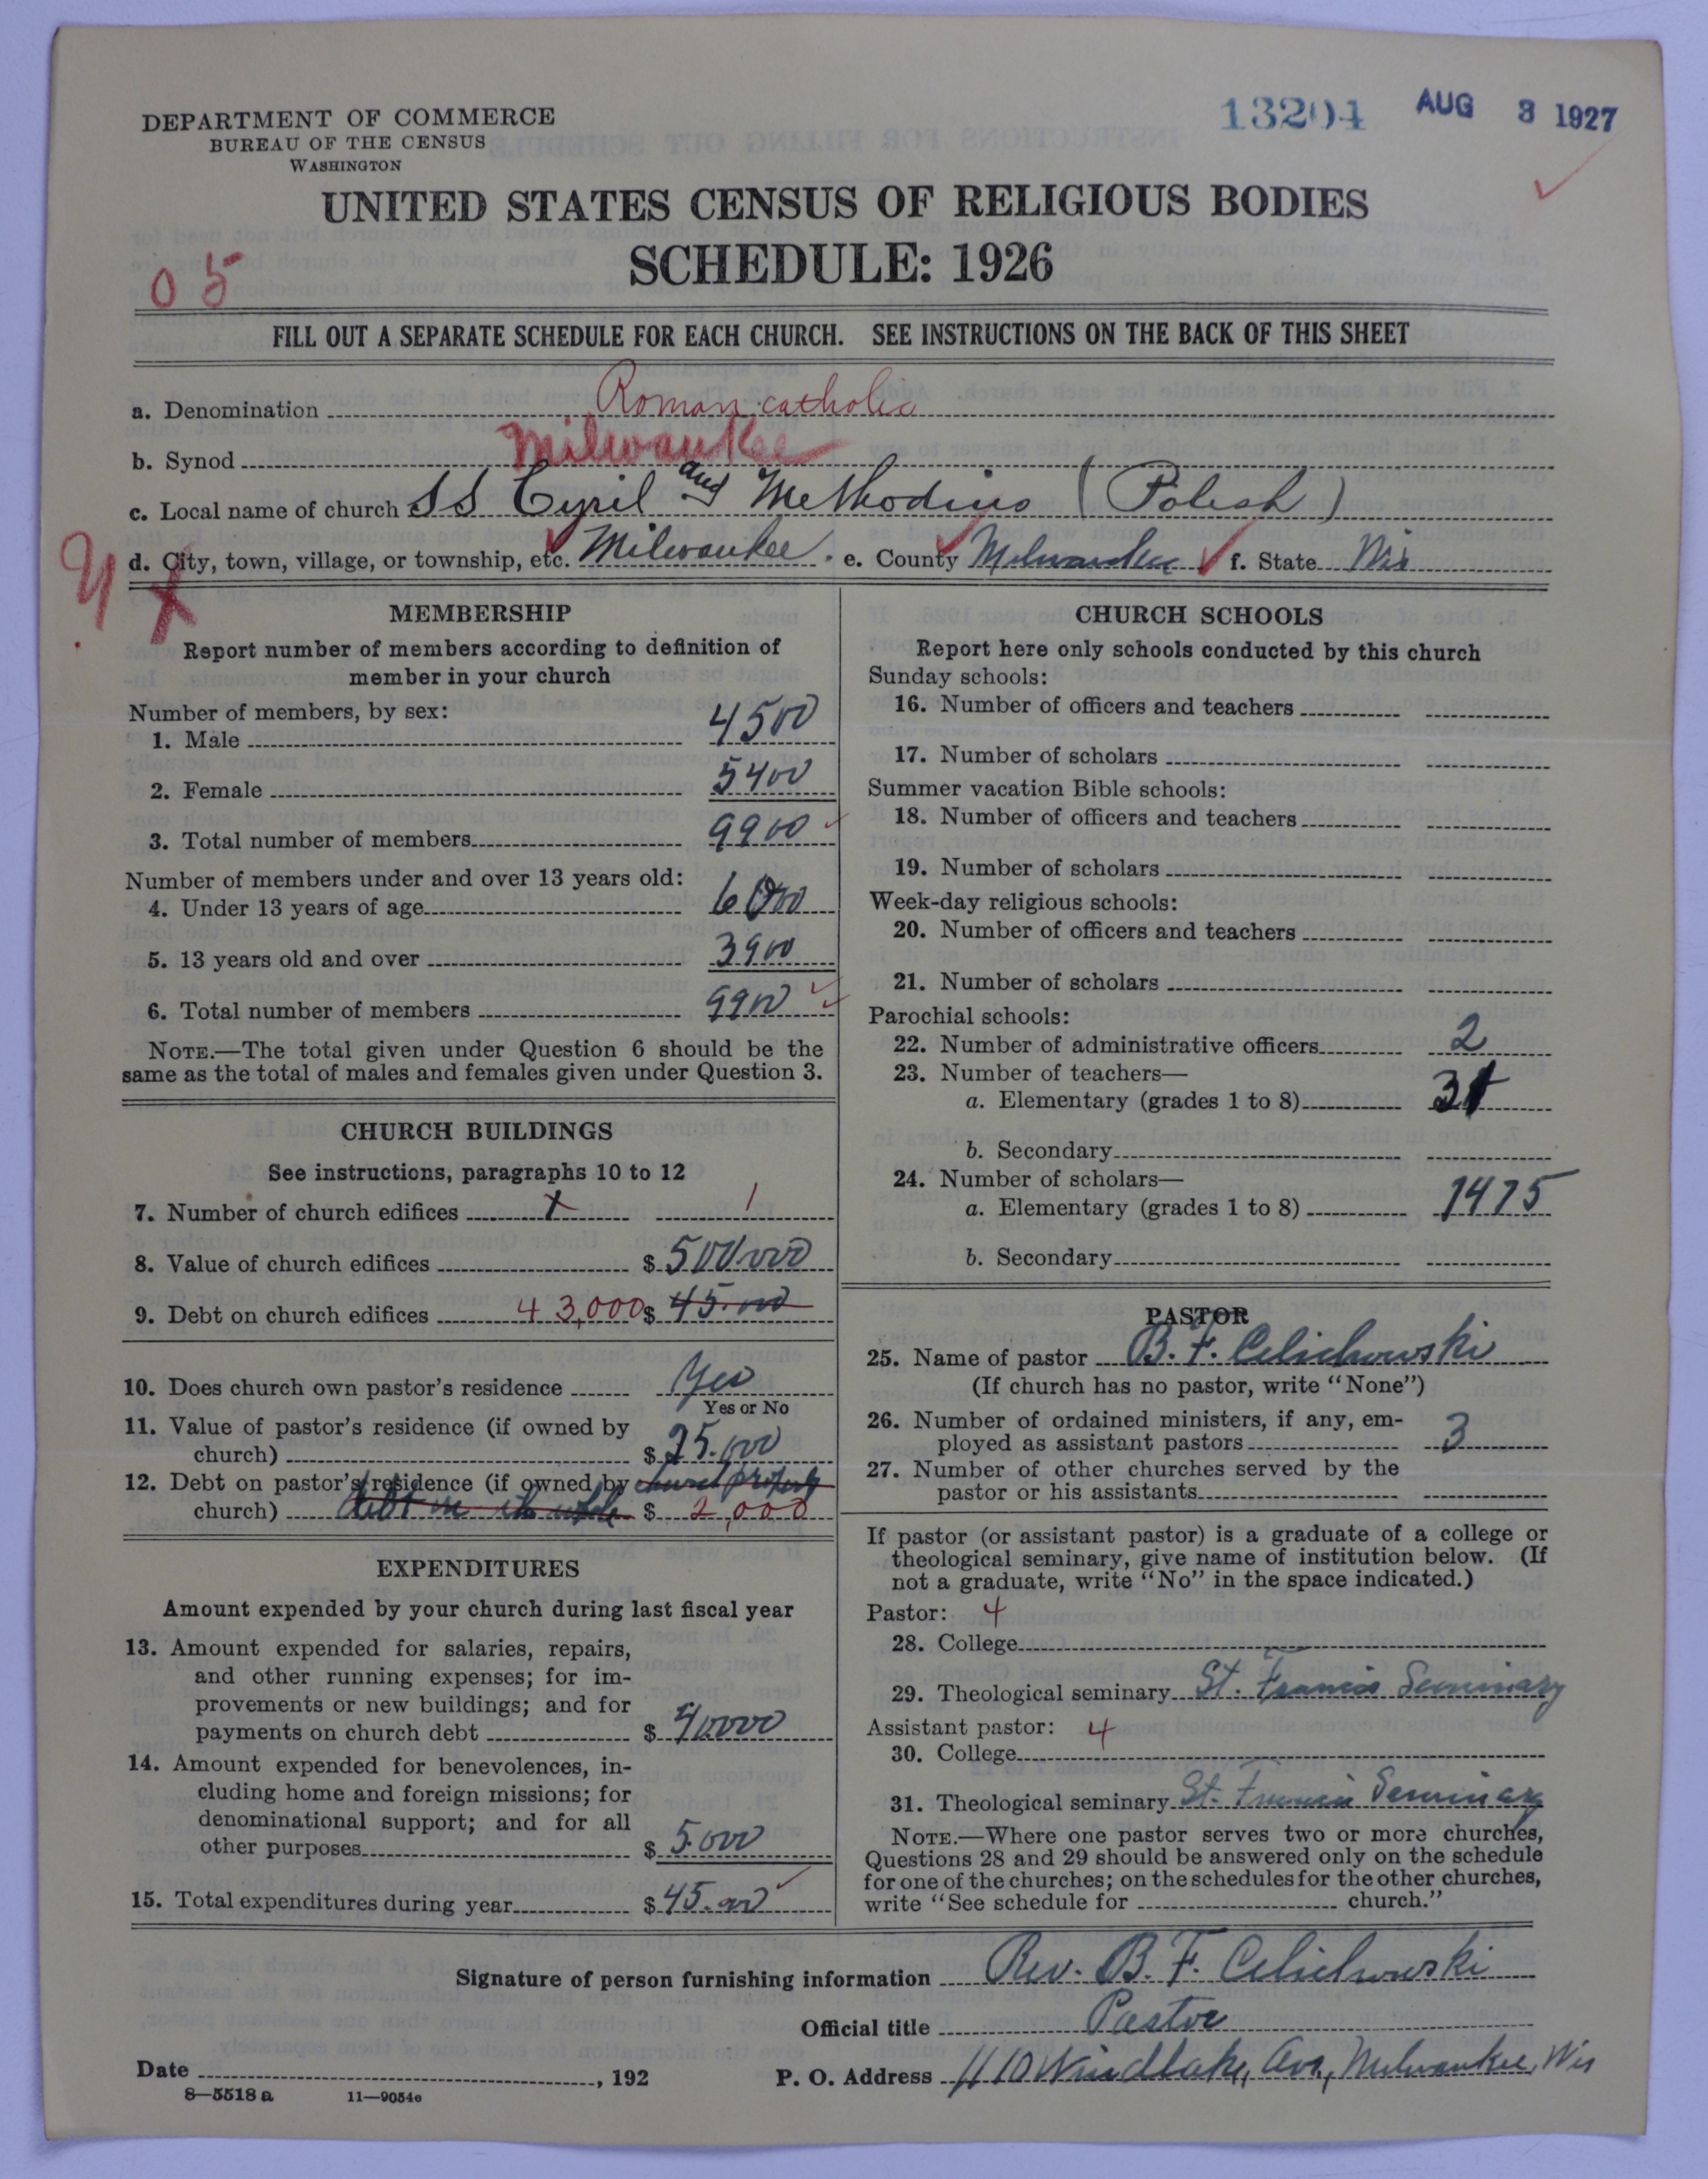 13204 AUG 3 1927
DEPARTMENT OF COMMERCE
BUREAU OF THE CENSUS
WASHINGTON
UNITED STATES CENSUS OF RELIGIOUS BODIES
SCHEDULE: 1926
05
FILL OUT A SEPARATE SCHEDULE FOR EACH CHURCH. SEE INSTRUCTIONS ON THE BACK OF THIS SHEET
a. Denomination Roman catholic
b. Synod Milwaukee
c. Local name of church SS Cyril and Methodius (Polish)
d. City, town, village, or township, etc. Milwaukee. e. County Milwaukee f. State Wis
MEMBERSHIP
Report number of members according to definition of
member in your church
Number of members, by sex:
1. Male 4500
2. Female 5400
3. Total number of members 9900
Number of members under and over 13 years old:
4. Under 13 years of age 6000
5. 13 years old and over 3900
6. Total number of members 9900
NOTE.—The total given under Question 6 should be the
same as the total of males and females given under Question 3.
CHURCH BUILDINGS
See instructions, paragraphs 10 to 12
7. Number of church edifices 1
8. Value of church edifices $ 500,000
9. Debt on church edifices 43,000 $ 45.000
10. Does church own pastor's residence Yes
Yes or No
11. Value of pastor's residence (if owned by
church) $ 25.000
12. Debt on pastor's residence (if owned by church property
church) debt on the whole $ 2,000
EXPENDITURES
Amount expended by your church during last fiscal year
13. Amount expended for salaries, repairs,
and other running expenses; for im-
provements or new buildings; and for
payments on church debt $ 40000
14. Amount expended for benevolences, in-
cluding home and foreign missions; for
denominational support; and for all
other purposes $ 5.000
15. Total expenditures during year $ 45.000
CHURCH SCHOOLS
Report here only schools conducted by this church
Sunday schools:
16. Number of officers and teachers
17. Number of scholars
Summer vacation Bible schools:
18. Number of officers and teachers
19. Number of scholars
Week-day religious schools:
20. Number of officers and teachers
21. Number of scholars
Parochial schools:
22. Number of administrative officers 2
23. Number of teachers—
a. Elementary (grades 1 to 8) 31
b. Secondary
24. Number of scholars—
a. Elementary (grades 1 to 8) 1475
b. Secondary
PASTOR
25. Name of pastor B. F. Celichowski
(If church has no pastor, write "None")
26. Number of ordained ministers, if any, em-
ployed as assistant pastors 3
27. Number of other churches served by the
pastor or his assistants
If pastor (or assistant pastor) is a graduate of a college or
theological seminary, give name of institution below. (If
not a graduate, write "No" in the space indicated.)
Pastor: 4
28. College
29. Theological seminary St. Francis Seminary
Assistant pastor: 4
30. College
31. Theological seminary St. Francis Seminary
NOTE.—Where one pastor serves two or more churches,
Questions 28 and 29 should be answered only on the schedule
for one of the churches; on the schedules for the other churches,
write "See schedule for church."
Signature of person furnishing information Rev. B. F. Celichowski
Official title Pastor
Date , 192 P. O. Address Windlake, Ave, Milwaukee, Wis
8—5518 a 11—9054e